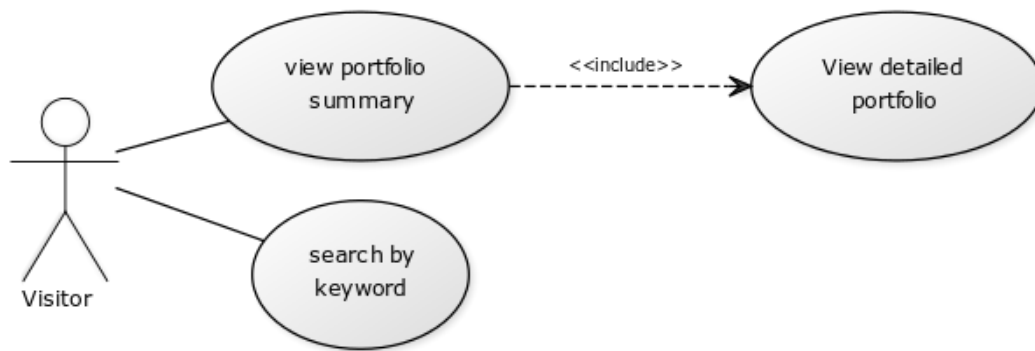 view portfolio
summary
<<include>>
View detailed
portfolio
search by
keyword
Visitor